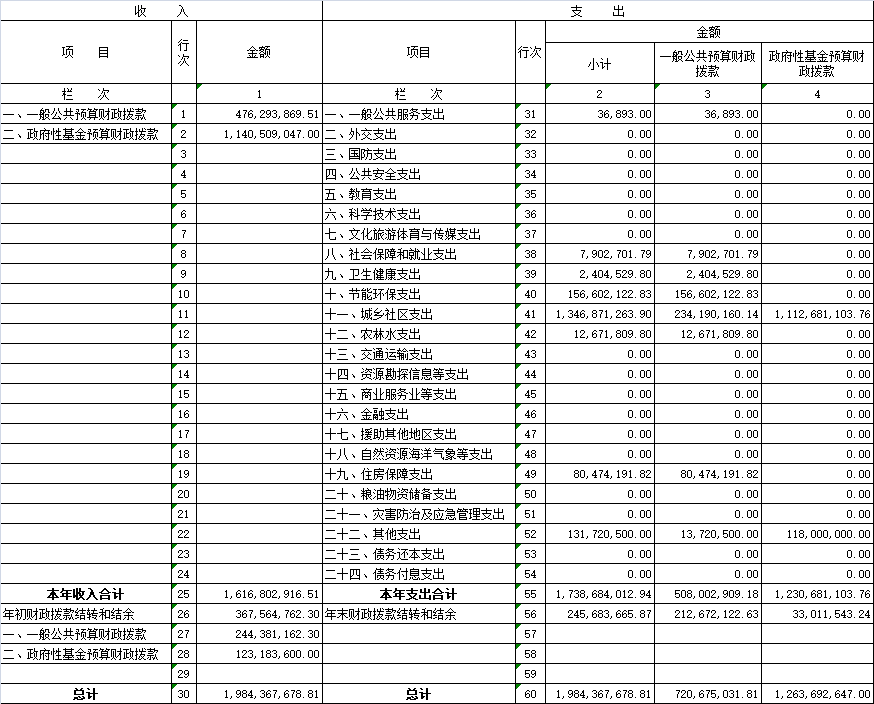 收 入 支 出
项 目 行次 金额 项目 行次 金额
小计 一般公共预算财政拨款 政府性基金预算财政拨款
栏 次 1 栏 次 2 3 4
一、一般公共预算财政拨款 1 476,293,869.51 一、一般公共服务支出 31 36,893.00 36,893.00 0.00
二、政府性基金预算财政拨款 2 1,140,509,047.00 二、外交支出 32 0.00 0.00 0.00
3 三、国防支出 33 0.00 0.00 0.00
4 四、公共安全支出 34 0.00 0.00 0.00
5 五、教育支出 35 0.00 0.00 0.00
6 六、科学技术支出 36 0.00 0.00 0.00
7 七、文化旅游体育与传媒支出 37 0.00 0.00 0.00
8 八、社会保障和就业支出 38 7,902,701.79 7,902,701.79 0.00
9 九、卫生健康支出 39 2,404,529.80 2,404,529.80 0.00
10 十、节能环保支出 40 156,602,122.83 156,602,122.83 0.00
11 十一、城乡社区支出 41 1,346,871,263.90 234,190,160.14 1,112,681,103.76
12 十二、农林水支出 42 12,671,809.80 12,671,809.80 0.00
13 十三、交通运输支出 43 0.00 0.00 0.00
14 十四、资源勘探信息等支出 44 0.00 0.00 0.00
15 十五、商业服务业等支出 45 0.00 0.00 0.00
16 十六、金融支出 46 0.00 0.00 0.00
17 十七、援助其他地区支出 47 0.00 0.00 0.00
18 十八、自然资源海洋气象等支出 48 0.00 0.00 0.00
19 十九、住房保障支出 49 80,474,191.82 80,474,191.82 0.00
20 二十、粮油物资储备支出 50 0.00 0.00 0.00
21 二十一、灾害防治及应急管理支出 51 0.00 0.00 0.00
22 二十二、其他支出 52 131,720,500.00 13,720,500.00 118,000,000.00
23 二十三、债务还本支出 53 0.00 0.00 0.00
24 二十四、债务付息支出 54 0.00 0.00 0.00
本年收入合计 25 1,616,802,916.51 本年支出合计 55 1,738,684,012.94 508,002,909.18 1,230,681,103.76
年初财政拨款结转和结余 26 367,564,762.30 年末财政拨款结转和结余 56 245,683,665.87 212,672,122.63 33,011,543.24
一、一般公共预算财政拨款 27 244,381,162.30 57
二、政府性基金预算财政拨款 28 123,183,600.00 58
29 59
总计 30 1,984,367,678.81 总计 60 1,984,367,678.81 720,675,031.81 1,263,692,647.00